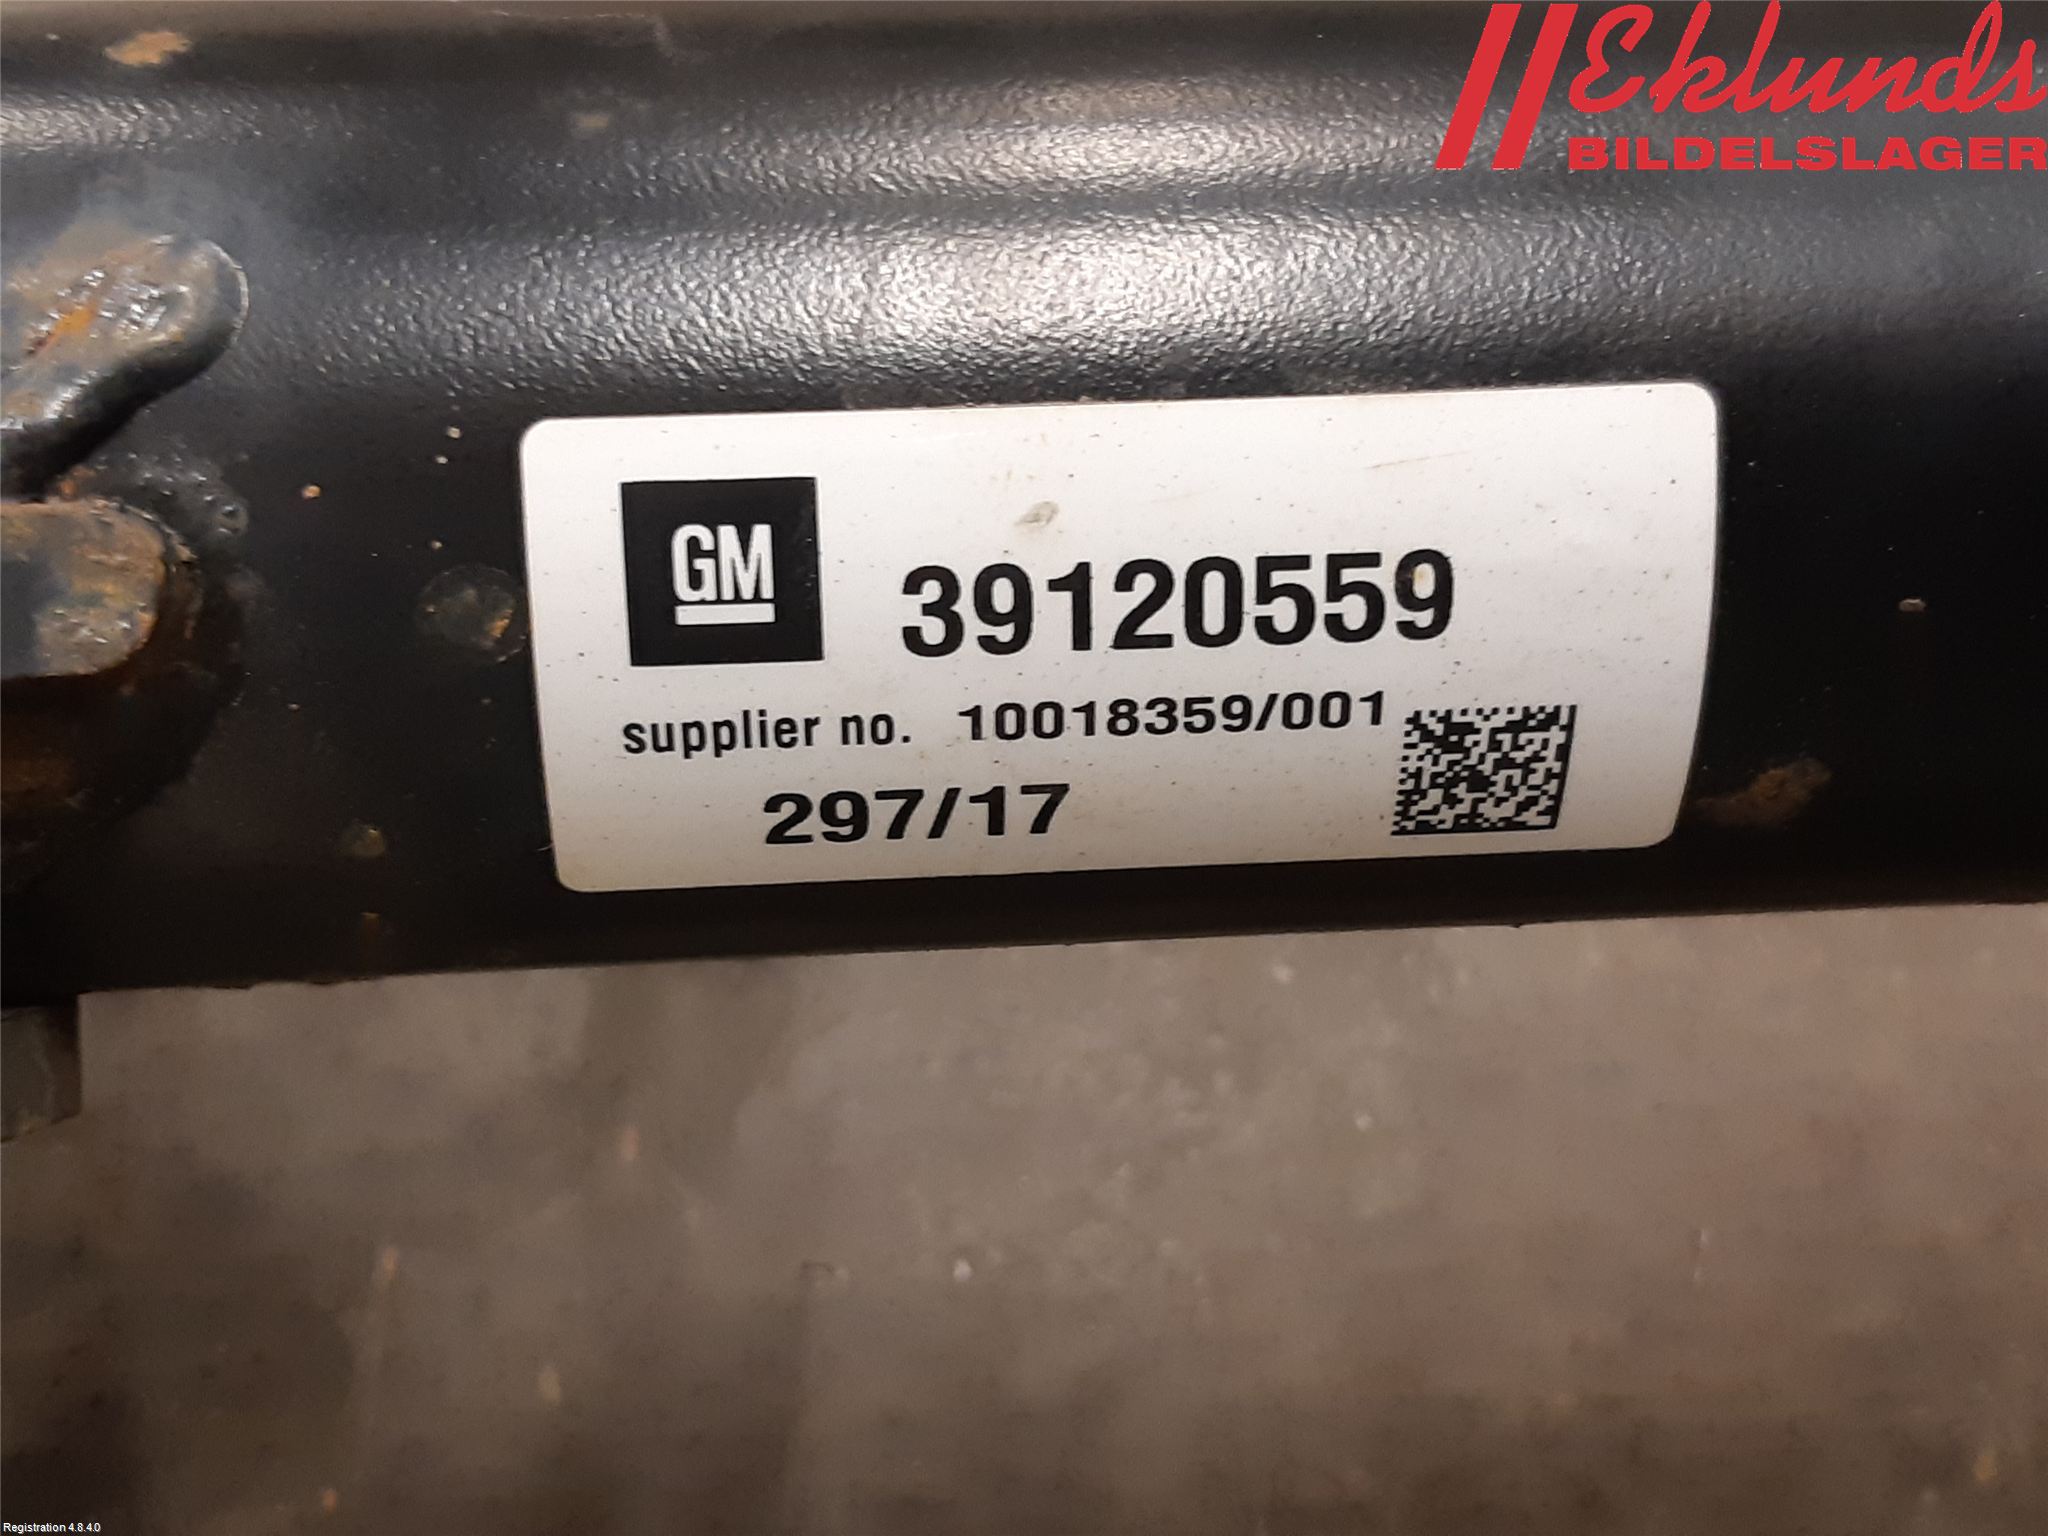 Eklunds
BILDELSLAGER
GM
39120559
supplier no. 10018359/001
297/17
Registration 4.8.4.0